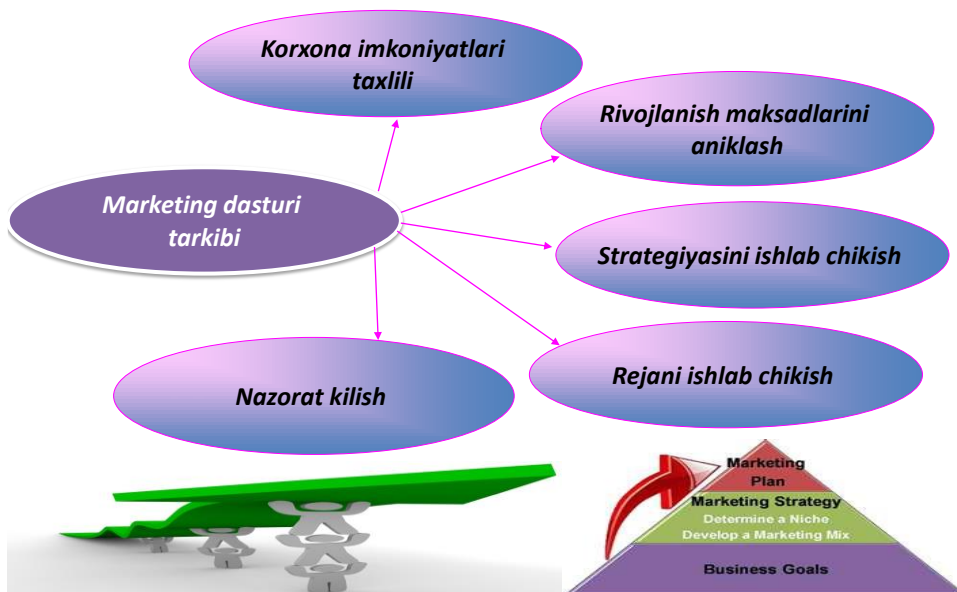 Korxona imkoniyatlari
taxlili
Rivojlanish maksadlarini
aniklash
Marketing dasturi
tarkibi
Strategiyasini ishlab chikish
Rejani ishlab chikish
Nazorat kilish
Marketing
Plan
Marketing Strategy
Determine a Niche
Develop a Marketing Mix
Business Goals